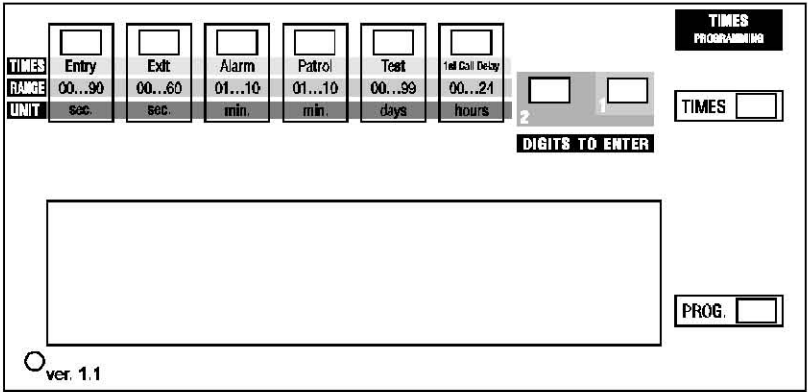 TIMES
PROGRAMMING
TIMES Entry Exit Alarm Patrol Test 1st Call Delay
RANGE 00...90 00...60 01...10 01...10 00...99 00...24
UNIT sec. sec. min. min. days hours
2 1
DIGITS TO ENTER
TIMES
PROG.
ver. 1.1